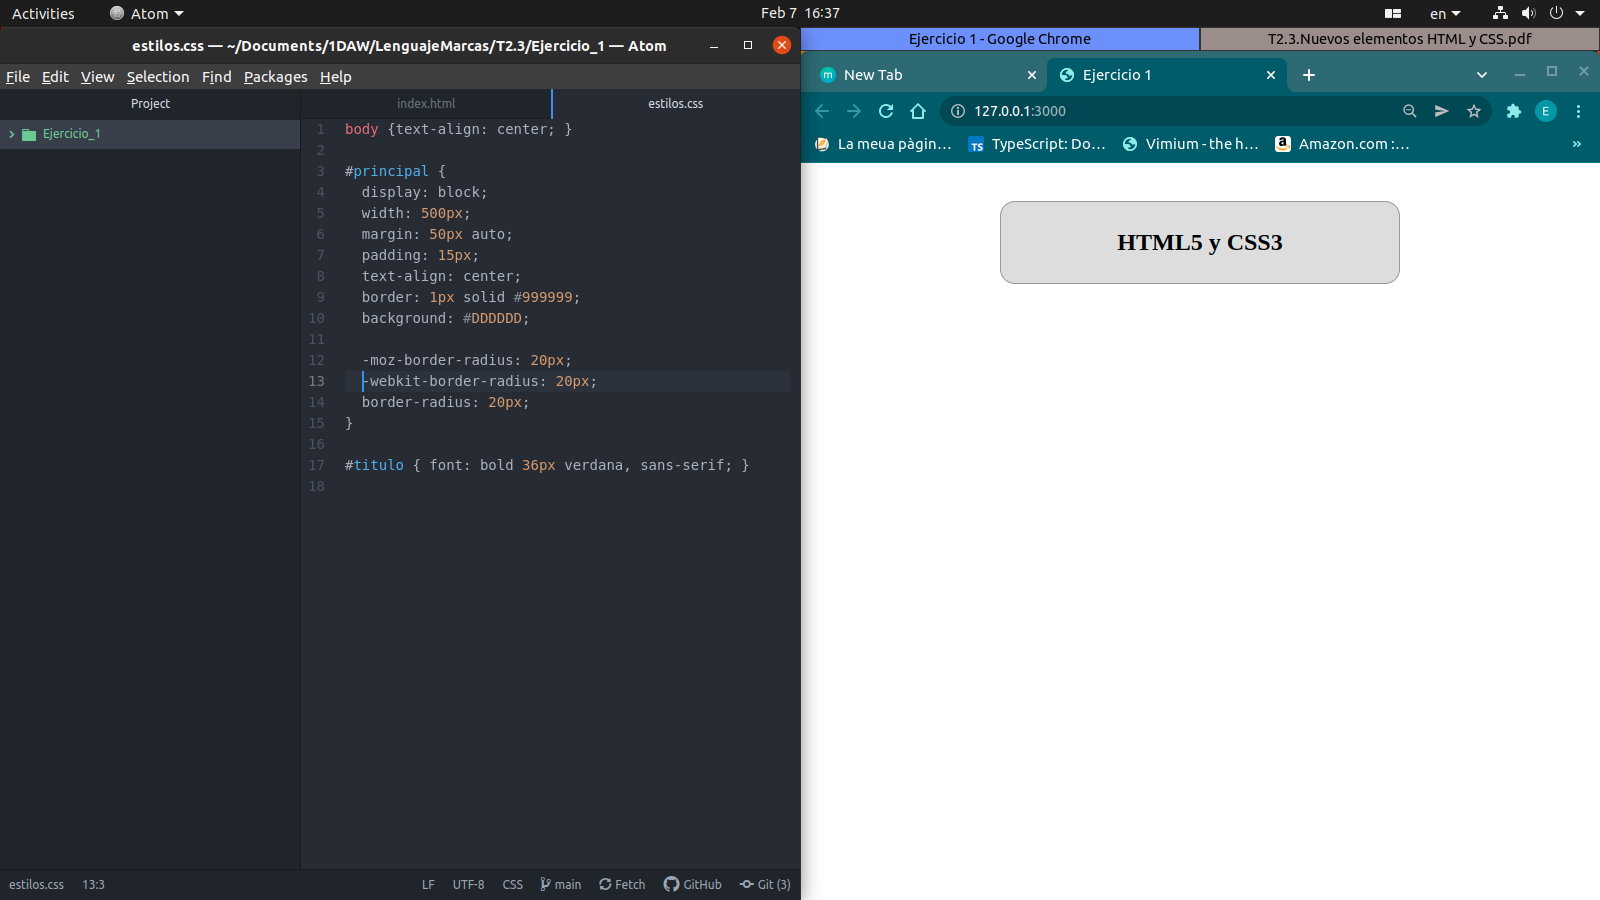 Activities Atom Feb 7 16:37 en
estilos.css — ~/Documents/1DAW/LenguajeMarcas/T2.3/Ejercicio_1 — Atom
File Edit View Selection Find Packages Help
Project
Ejercicio_1
index.html estilos.css
1 body {text-align: center; }
2
3 #principal {
4 display: block;
5 width: 500px;
6 margin: 50px auto;
7 padding: 15px;
8 text-align: center;
9 border: 1px solid #999999;
10 background: #DDDDDD;
11
12 -moz-border-radius: 20px;
13 -webkit-border-radius: 20px;
14 border-radius: 20px;
15 }
16
17 #titulo { font: bold 36px verdana, sans-serif; }
18
estilos.css 13:3 LF UTF-8 CSS main Fetch GitHub Git (3)
Ejercicio 1 - Google Chrome T2.3.Nuevos elementos HTML y CSS.pdf
m New Tab Ejercicio 1
127.0.0.1:3000 E
La meua pàgin... TS TypeScript: Do... Vimium - the h... a Amazon.com :... »
HTML5 y CSS3